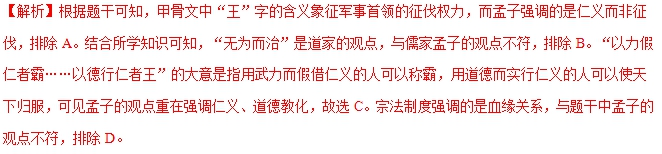 【解析】根据题干可知，甲骨文中“王”字的含义象征军事首领的征伐权力，而孟子强调的是仁义而非征
伐，排除 A。结合所学知识可知，“无为而治”是道家的观点，与儒家孟子的观点不符，排除 B。“以力假
仁者霸……以德行仁者王”的大意是指用武力而假借仁义的人可以称霸，用道德而实行仁义的人可以使天
下归服，可见孟子的观点重在强调仁义、道德教化，故选 C。宗法制度强调的是血缘关系，与题干中孟子的
观点不符，排除 D。